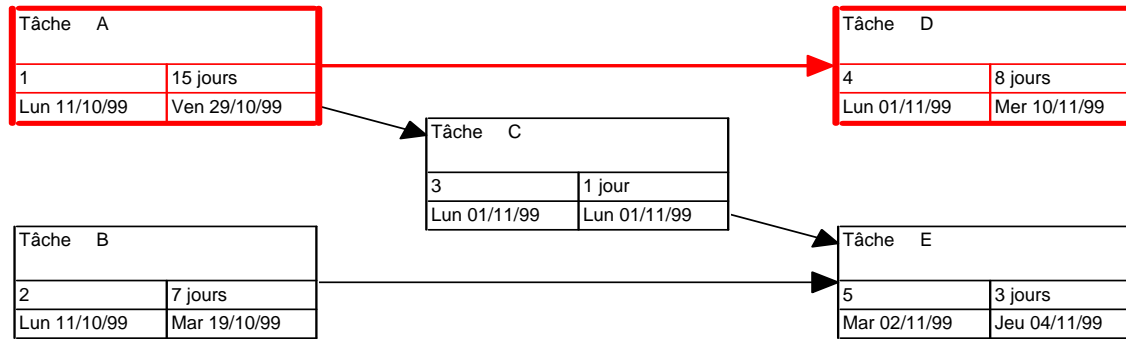 Tâche A
1 15 jours
Lun 11/10/99 Ven 29/10/99
Tâche D
4 8 jours
Lun 01/11/99 Mer 10/11/99
Tâche C
3 1 jour
Lun 01/11/99 Lun 01/11/99
Tâche B
2 7 jours
Lun 11/10/99 Mar 19/10/99
Tâche E
5 3 jours
Mar 02/11/99 Jeu 04/11/99